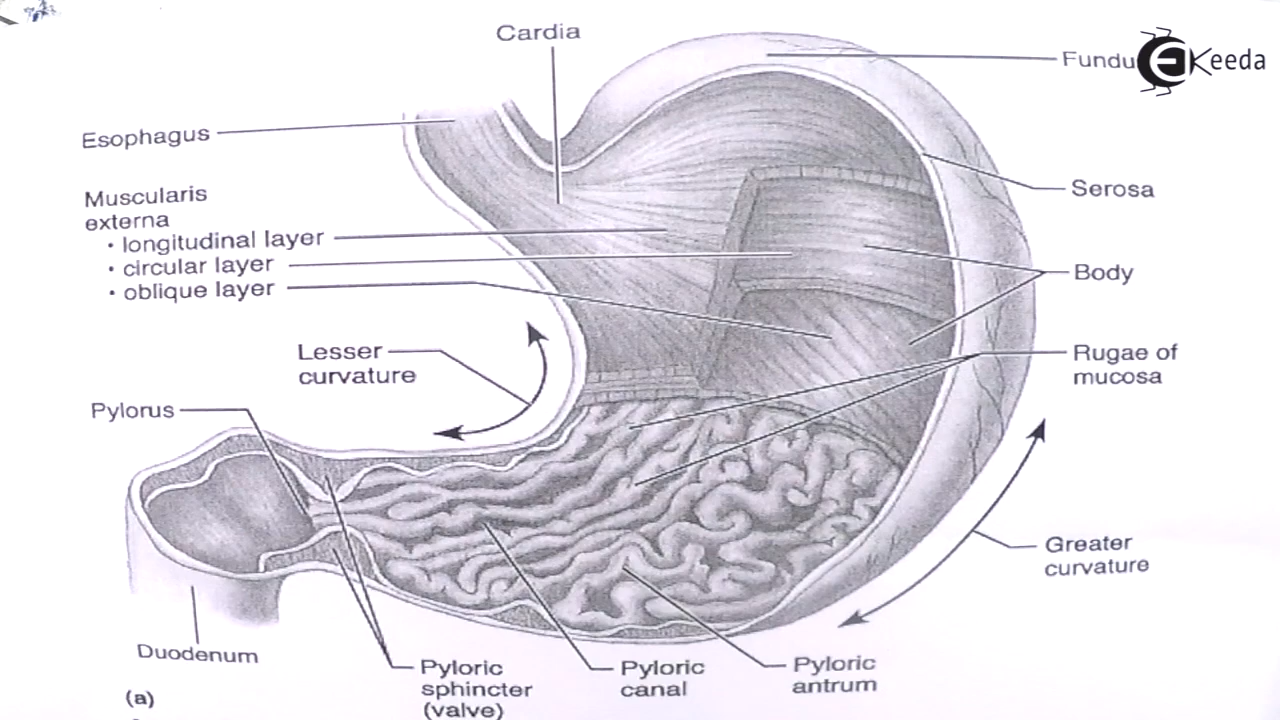 Cardia
Fundu
Keeda
Esophagus
Serosa
Muscularis
externa
• longitudinal layer
• circular layer
• oblique layer
Body
Lesser
curvature
Rugae of
mucosa
Pylorus
Greater
curvature
Duodenum
Pyloric
sphincter
(valve)
Pyloric
canal
Pyloric
antrum
(a)